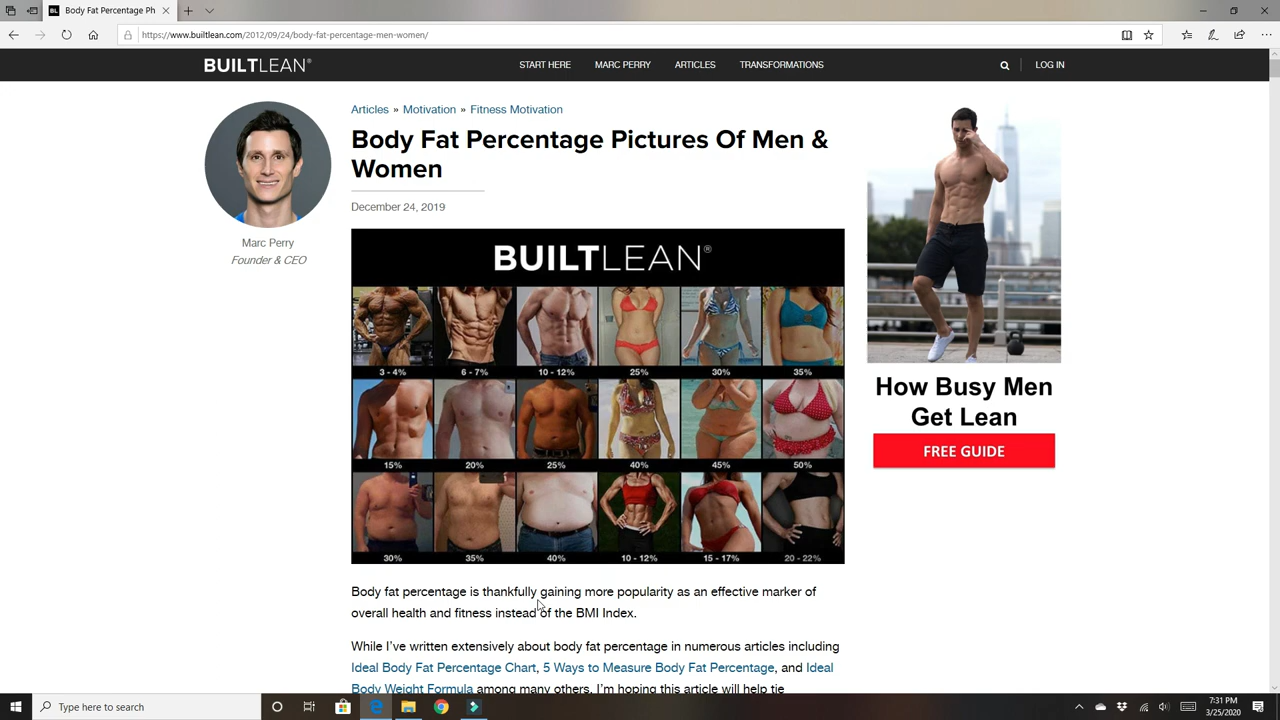 Body Fat Percentage Ph
https://www.builtlean.com/2012/09/24/body-fat-percentage-men-women/
BUILTLEAN®
START HERE
MARC PERRY
ARTICLES
TRANSFORMATIONS
LOG IN
Articles » Motivation » Fitness Motivation
Body Fat Percentage Pictures Of Men &
Women
December 24, 2019
Marc Perry
Founder & CEO
BUILTLEAN®
3 - 4% 6 - 7% 10 - 12% 25% 30% 35%
15% 20% 25% 40% 45% 50%
30% 35% 40% 10 - 12% 15 - 17% 20 - 22%
How Busy Men
Get Lean
FREE GUIDE
Body fat percentage is thankfully gaining more popularity as an effective marker of
overall health and fitness instead of the BMI Index.
While I've written extensively about body fat percentage in numerous articles including
Ideal Body Fat Percentage Chart, 5 Ways to Measure Body Fat Percentage, and Ideal
Body Weight Formula among many others, I'm hoping this article will help tie
Type here to search
7:31 PM
3/25/2020